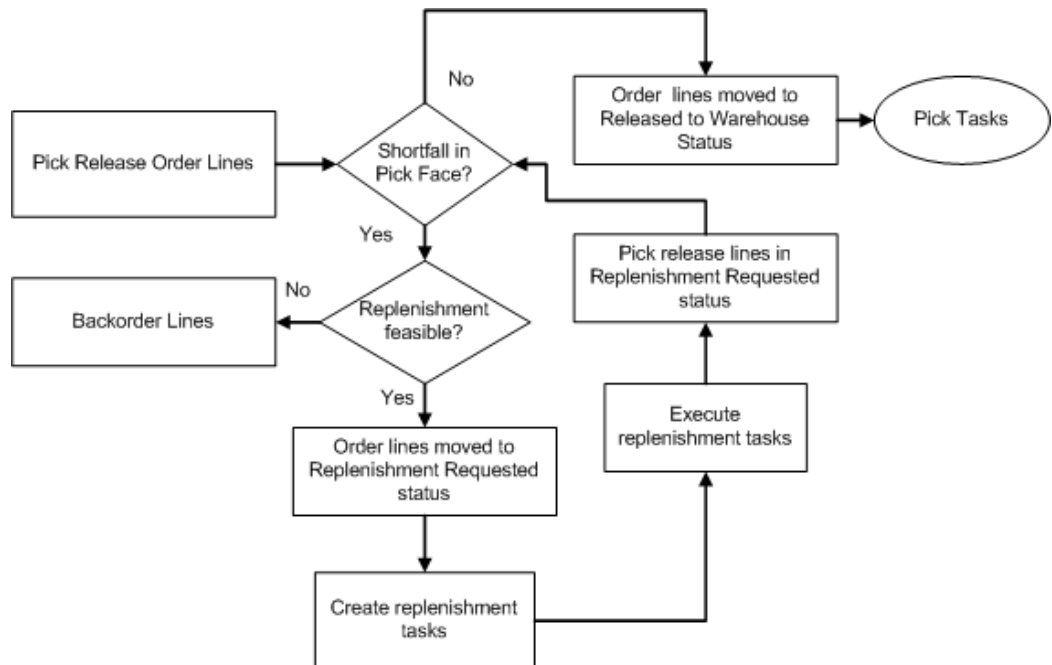 No
Order lines moved to
Released to Warehouse
Status
Pick Tasks
Pick Release Order Lines
Shortfall in
Pick Face?
Yes
Pick release lines in
Replenishment Requested
status
No
Backorder Lines
Replenishment
feasible?
Yes
Execute
replenishment tasks
Order lines moved to
Replenishment Requested
status
Create replenishment
tasks